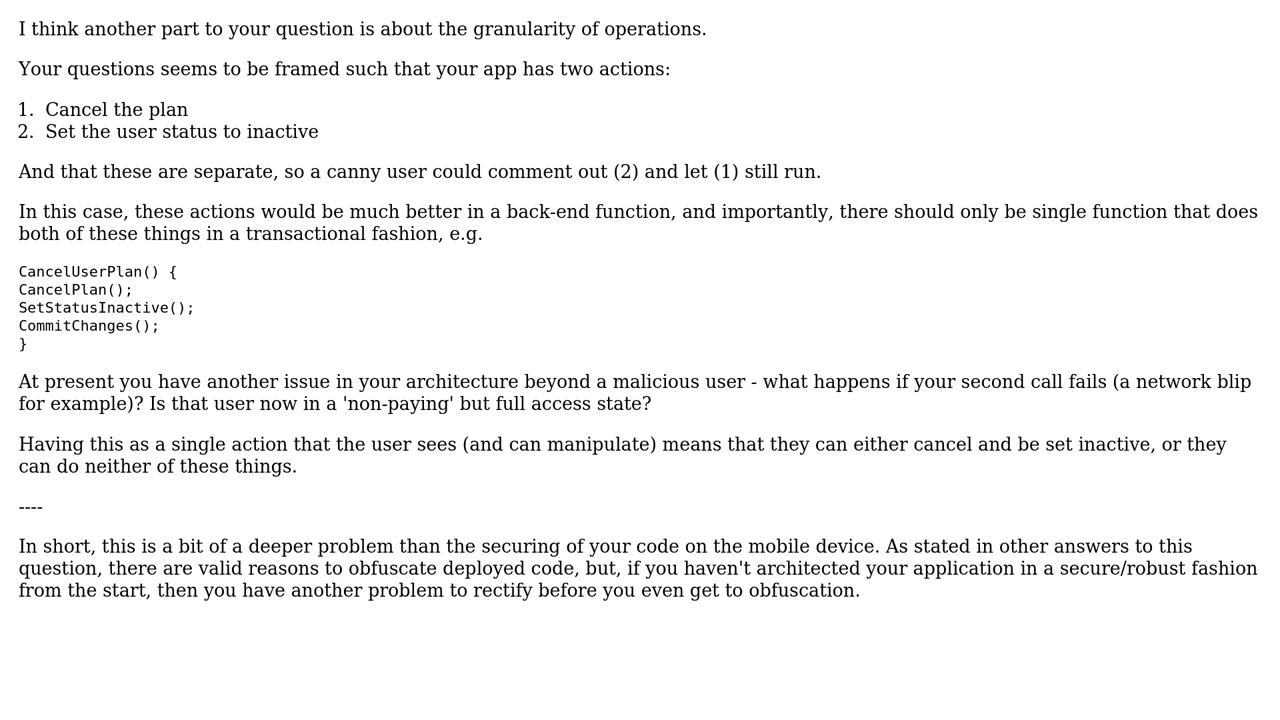 I think another part to your question is about the granularity of operations.
Your questions seems to be framed such that your app has two actions:
1. Cancel the plan
2. Set the user status to inactive
And that these are separate, so a canny user could comment out (2) and let (1) still run.
In this case, these actions would be much better in a back-end function, and importantly, there should only be single function that does
both of these things in a transactional fashion, e.g.
CancelUserPlan() {
CancelPlan();
SetStatusInactive();
CommitChanges();
}
At present you have another issue in your architecture beyond a malicious user - what happens if your second call fails (a network blip
for example)? Is that user now in a 'non-paying' but full access state?
Having this as a single action that the user sees (and can manipulate) means that they can either cancel and be set inactive, or they
can do neither of these things.
----
In short, this is a bit of a deeper problem than the securing of your code on the mobile device. As stated in other answers to this
question, there are valid reasons to obfuscate deployed code, but, if you haven't architected your application in a secure/robust fashion
from the start, then you have another problem to rectify before you even get to obfuscation.